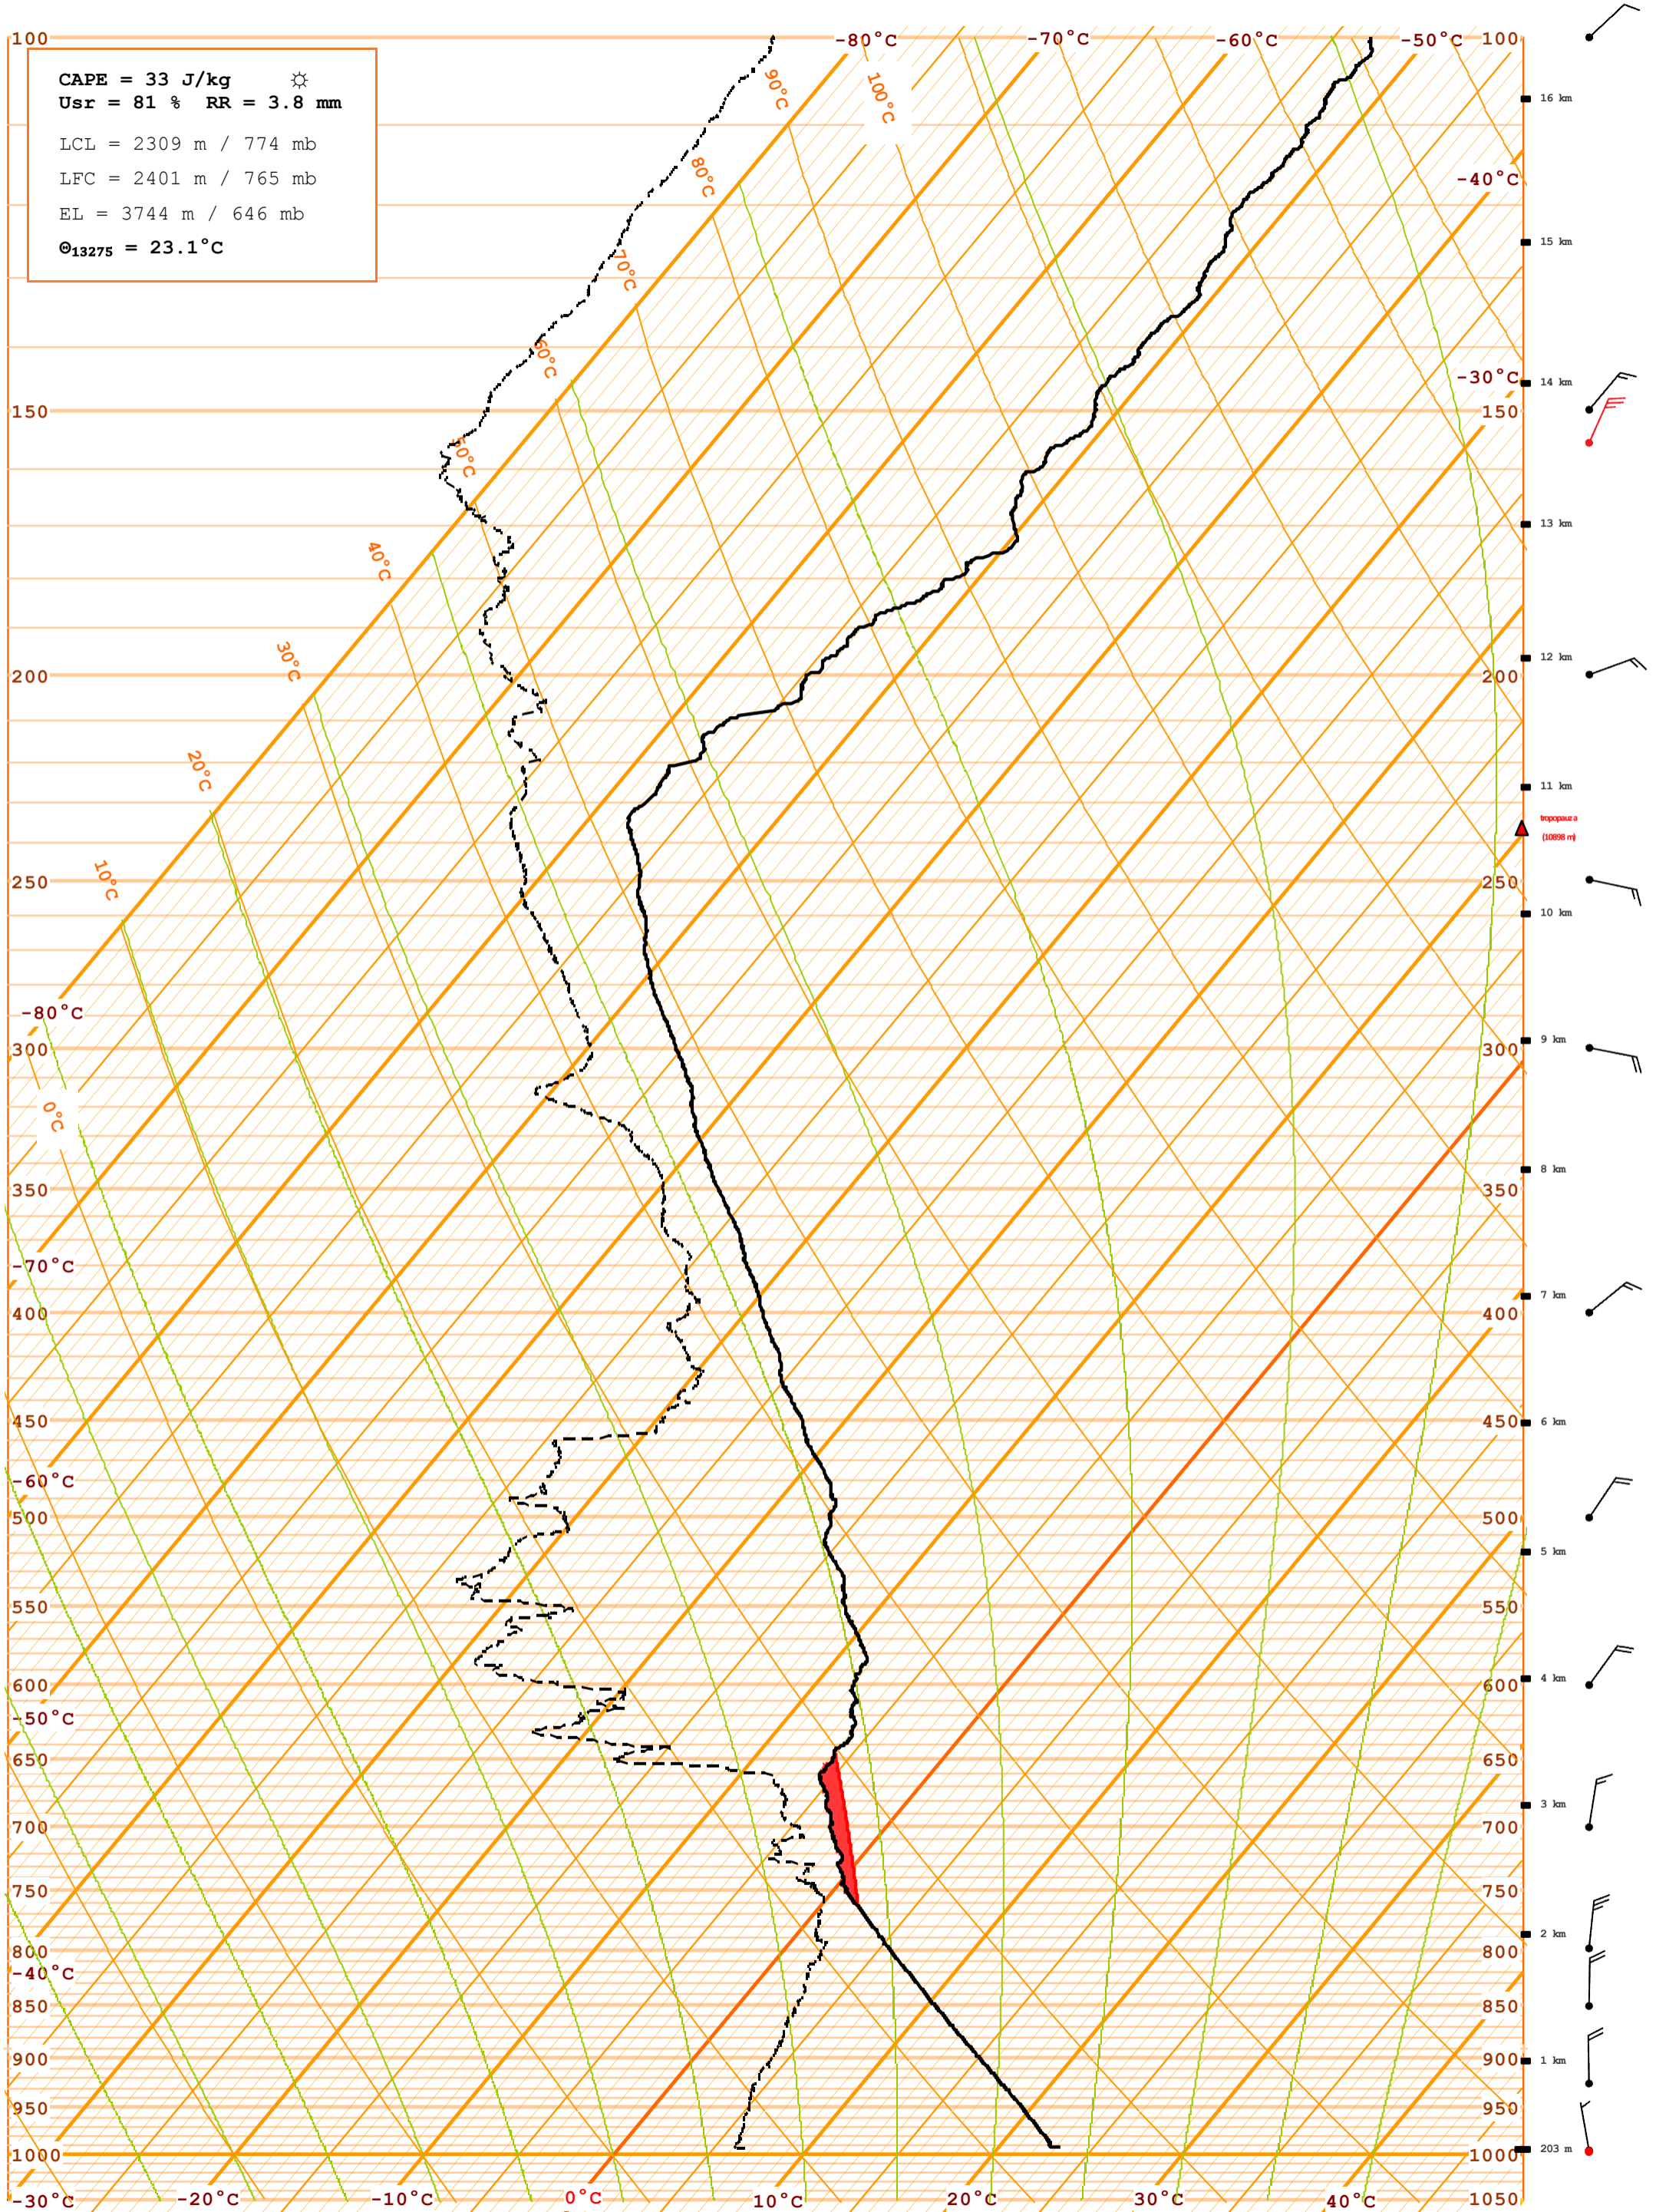 100
-80°C
-70°C
-60°C
-50°C
100
CAPE = 33 J/kg ☼
Usr = 81 % RR = 3.8 mm
LCL = 2309 m / 774 mb
LFC = 2401 m / 765 mb
EL = 3744 m / 646 mb
Θ13275 = 23.1°C
90°C
100°C
16 km
80°C
-40°C
70°C
15 km
60°C
-30°C
14 km
150
150
50°C
40°C
13 km
30°C
12 km
200
200
20°C
11 km
tropopauza
(10898 m)
10°C
250
250
10 km
-80°C
300
300
9 km
0°C
8 km
350
350
-70°C
7 km
400
400
450
450
6 km
-60°C
500
500
5 km
550
550
600
600
4 km
-50°C
650
650
3 km
700
700
750
750
2 km
800
800
-40°C
850
850
900
900
1 km
950
950
1000
1000
203 m
-30°C
-20°C
-10°C
0°C
10°C
20°C
30°C
40°C
1050